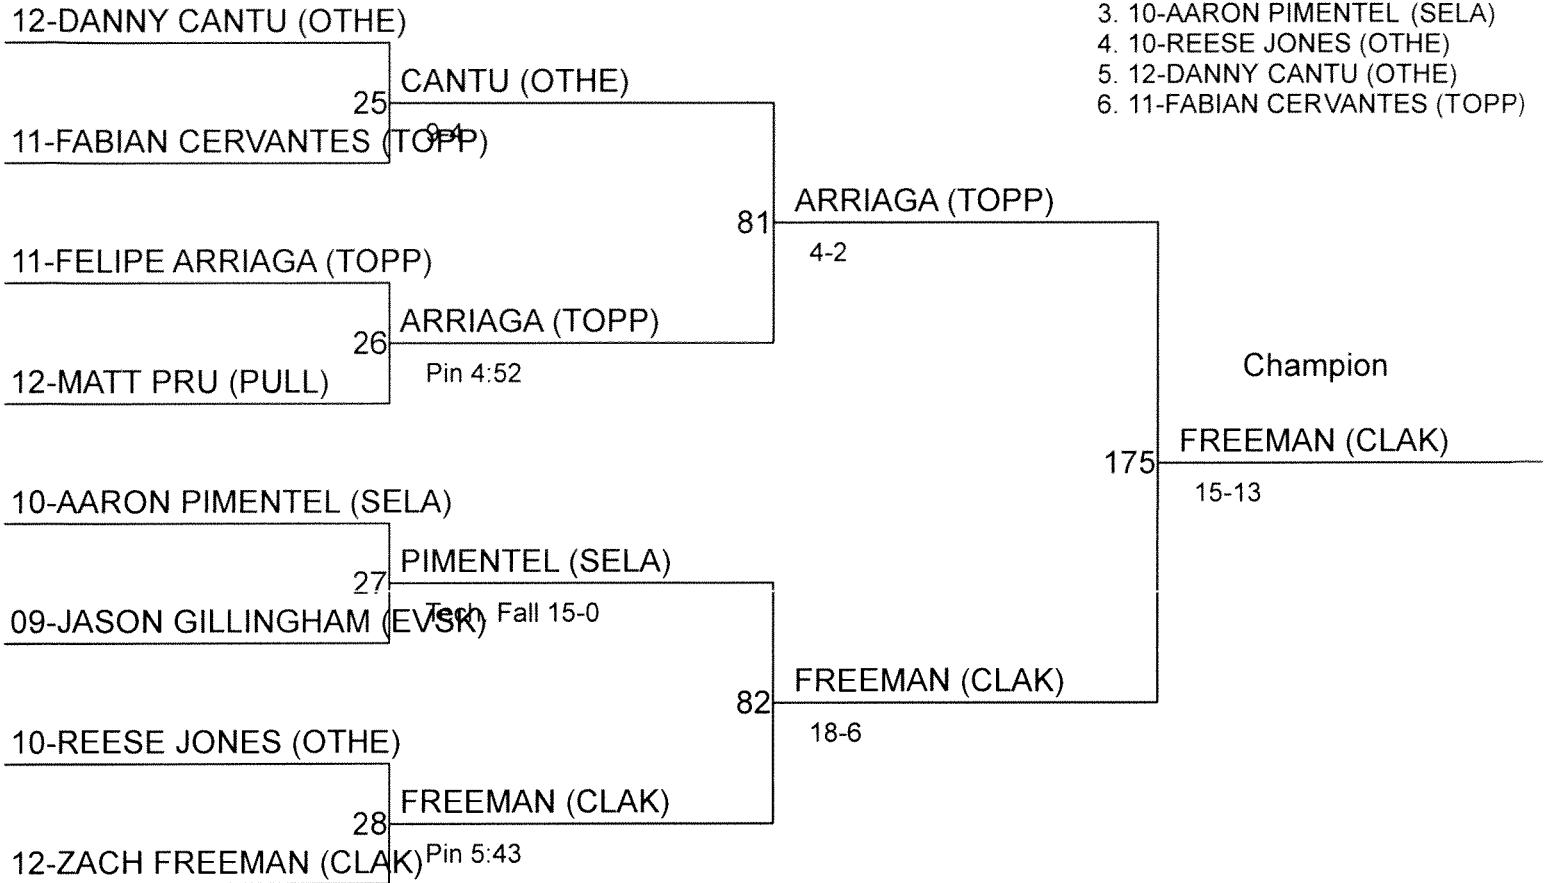 12-DANNY CANTU (OTHE)
25
CANTU (OTHE)
9-4
11-FABIAN CERVANTES (TOPP)
11-FELIPE ARRIAGA (TOPP)
26
ARRIAGA (TOPP)
Pin 4:52
12-MATT PRU (PULL)
81
ARRIAGA (TOPP)
4-2
10-AARON PIMENTEL (SELA)
27
PIMENTEL (SELA)
Tech. Fall 15-0
09-JASON GILLINGHAM (EVSK)
10-REESE JONES (OTHE)
28
FREEMAN (CLAK)
Pin 5:43
12-ZACH FREEMAN (CLAK)
82
FREEMAN (CLAK)
18-6
Champion
175
FREEMAN (CLAK)
15-13
3. 10-AARON PIMENTEL (SELA)
4. 10-REESE JONES (OTHE)
5. 12-DANNY CANTU (OTHE)
6. 11-FABIAN CERVANTES (TOPP)